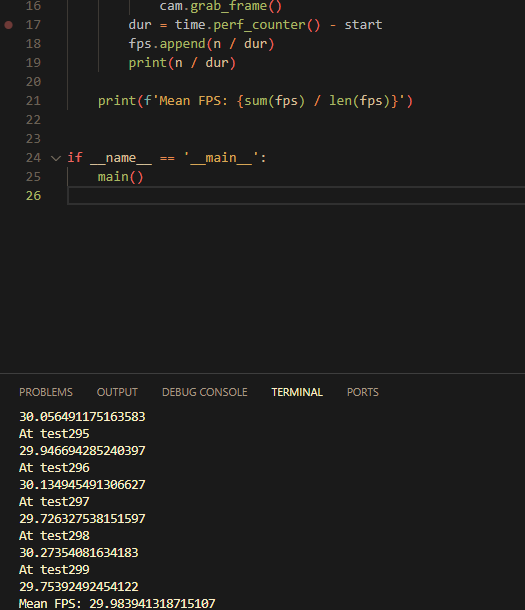 16 cam.grab_frame()
17 dur = time.perf_counter() - start
18 fps.append(n / dur)
19 print(n / dur)
20
21 print(f'Mean FPS: {sum(fps) / len(fps)}')
22
23
24 if __name__ == '__main__':
25 main()
26
PROBLEMS OUTPUT DEBUG CONSOLE TERMINAL PORTS
30.056491175163583
At test295
29.946694285240397
At test296
30.134945491306627
At test297
29.726327538151597
At test298
30.27354081634183
At test299
29.75392492454122
Mean FPS: 29.983941318715107